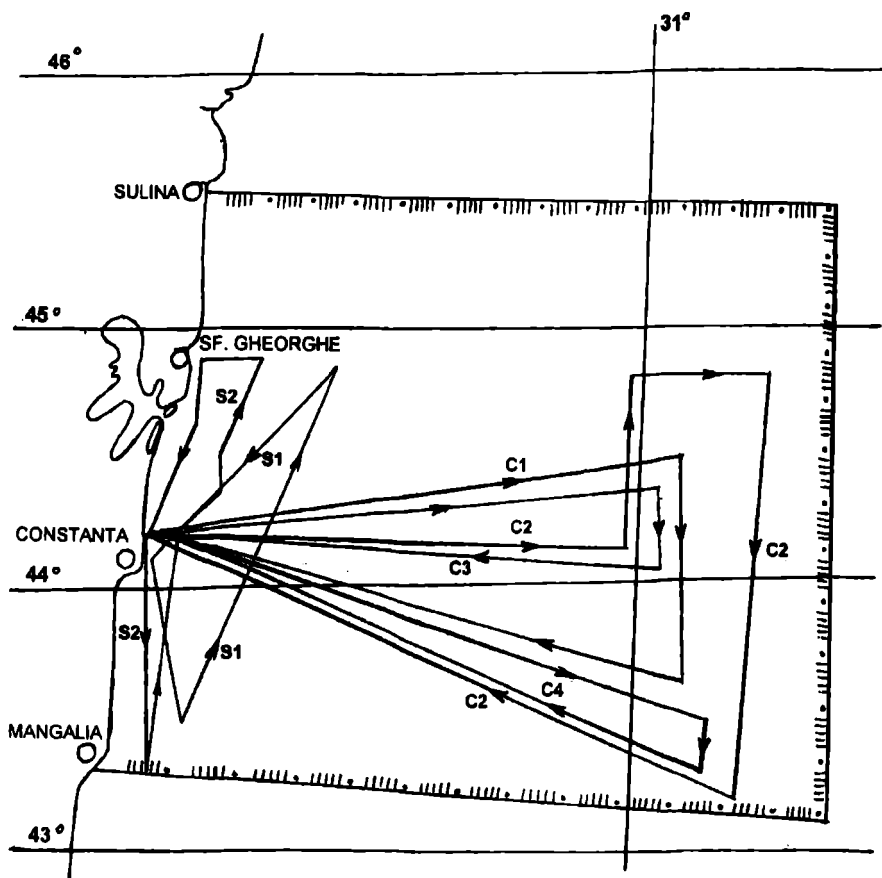 31°
46°
SULINA
45°
SF. GHEORGHE
S2
S1
C1
CONSTANTA
C2
C3
C2
44°
S2
S1
C4
C2
MANGALIA
43°